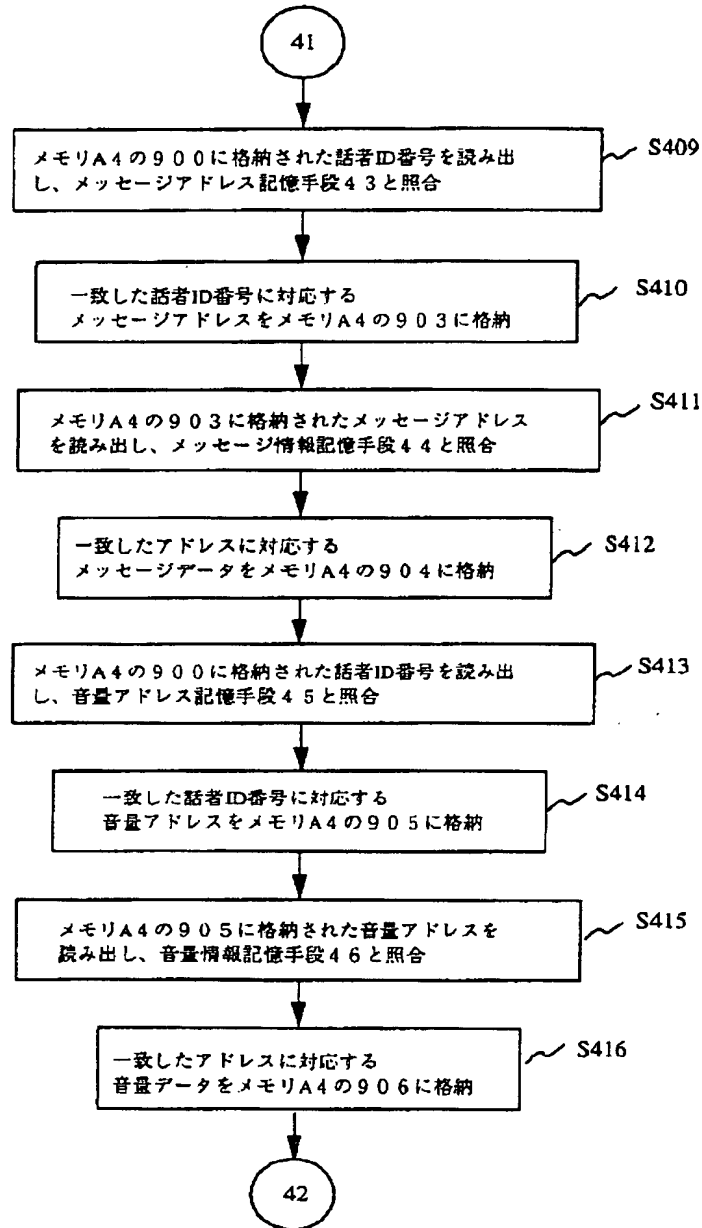 41
メモリA4の900に格納された話者ID番号を読み出
し、メッセージアドレス記憶手段43と照合
S409
一致した話者ID番号に対応する
メッセージアドレスをメモリA4の903に格納
S410
メモリA4の903に格納されたメッセージアドレス
を読み出し、メッセージ情報記憶手段44と照合
S411
一致したアドレスに対応する
メッセージデータをメモリA4の904に格納
S412
メモリA4の900に格納された話者ID番号を読み出
し、音量アドレス記憶手段45と照合
S413
一致した話者ID番号に対応する
音量アドレスをメモリA4の905に格納
S414
メモリA4の905に格納された音量アドレスを
読み出し、音量情報記憶手段46と照合
S415
一致したアドレスに対応する
音量データをメモリA4の906に格納
S416
42